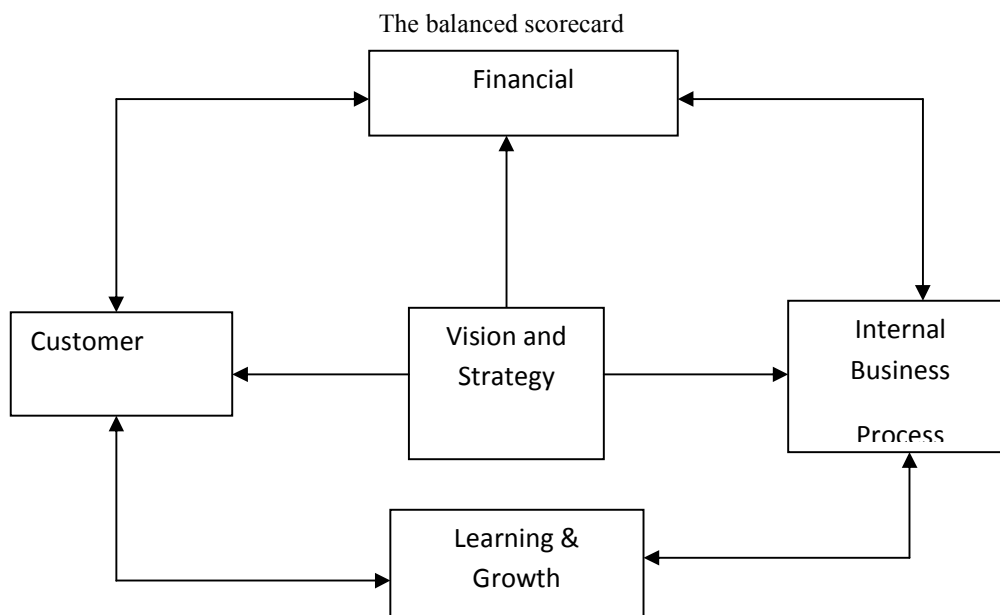 The balanced scorecard
Financial
Customer
Vision and
Strategy
Internal
Business
Process
Learning &
Growth